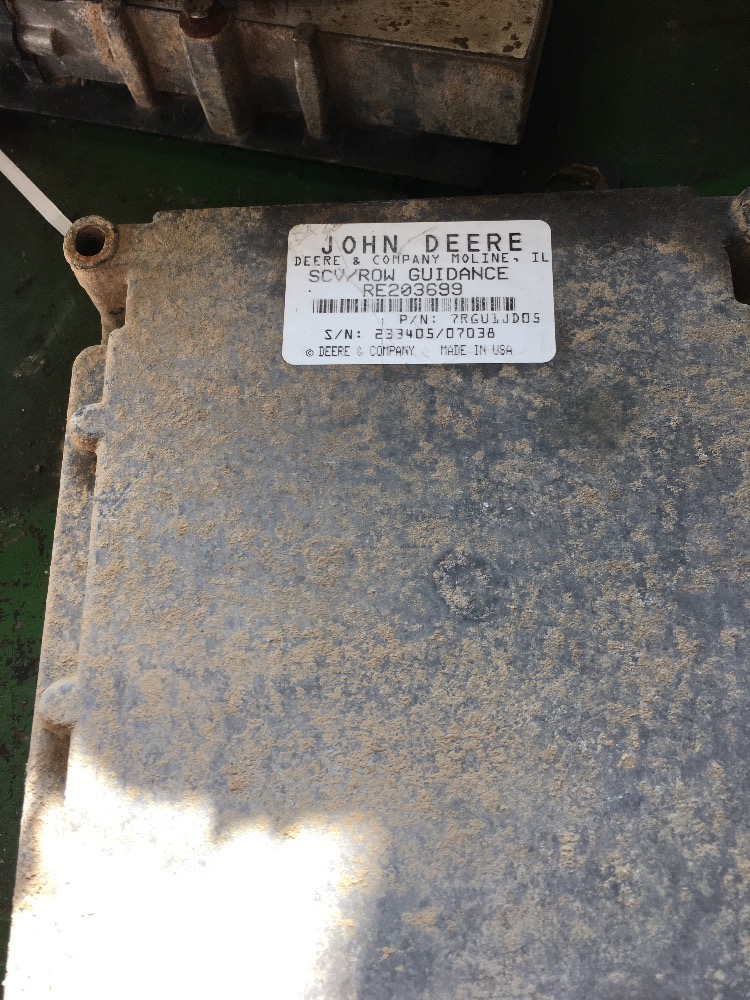 JOHN DEERE
DEERE & COMPANY MOLINE, IL
SCV/ROW GUIDANCE
RE203699
P/N: 7RGU1JD05
S/N: 233405/07038
© DEERE & COMPANY MADE IN USA